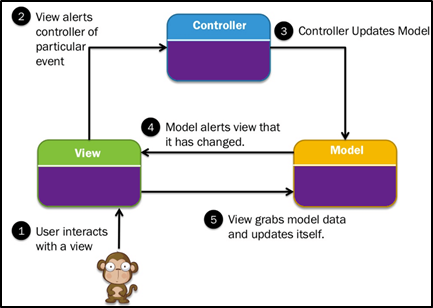 2 View alerts
controller of
particular
event
Controller
3 Controller Updates Model
4 Model alerts view that
it has changed.
View
Model
1 User interacts
with a view
5 View grabs model data
and updates itself.